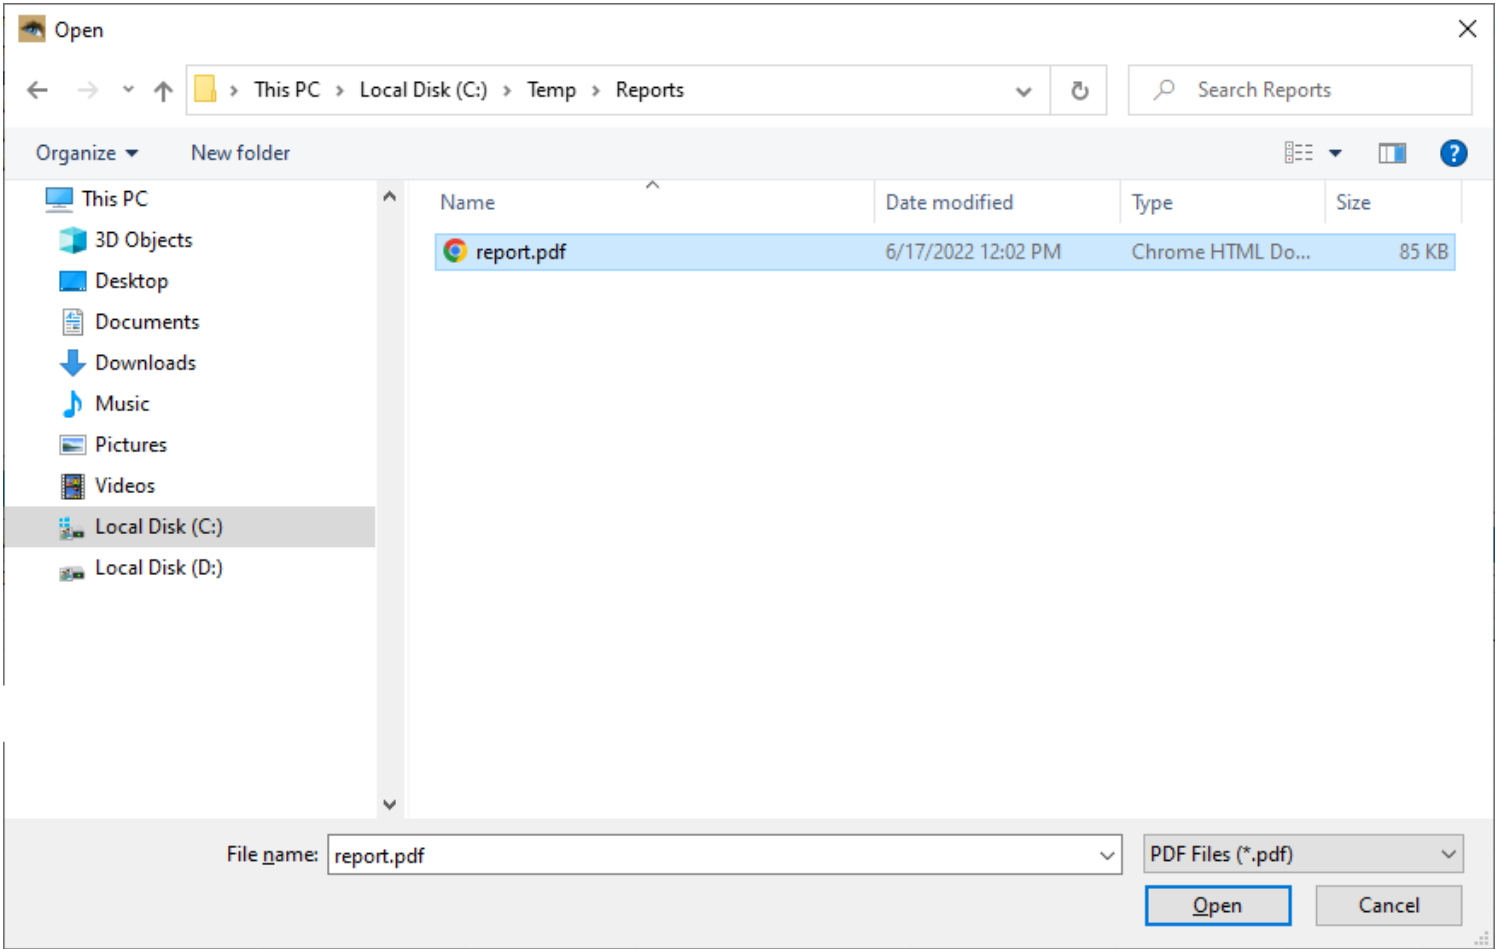 Open
This PC > Local Disk (C:) > Temp > Reports
Search Reports
Organize New folder
?
This PC
3D Objects
Desktop
Documents
Downloads
Music
Pictures
Videos
Local Disk (C:)
Local Disk (D:)
Name Date modified Type Size
report.pdf 6/17/2022 12:02 PM Chrome HTML Do... 85 KB
File name: report.pdf PDF Files (*.pdf)
Open Cancel